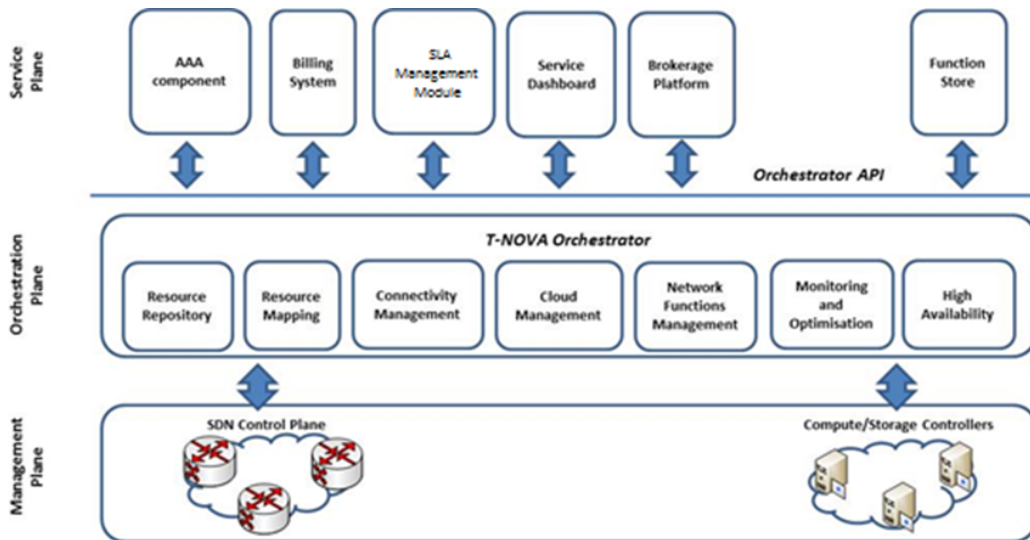 Service
Plane
AAA
component
Billing
System
SLA
Management
Module
Service
Dashboard
Brokerage
Platform
Function
Store
Orchestrator API
Orchestration
Plane
T-NOVA Orchestrator
Resource
Repository
Resource
Mapping
Connectivity
Management
Cloud
Management
Network
Functions
Management
Monitoring
and
Optimisation
High
Availability
Management
Plane
SDN Control Plane
Compute/Storage Controllers